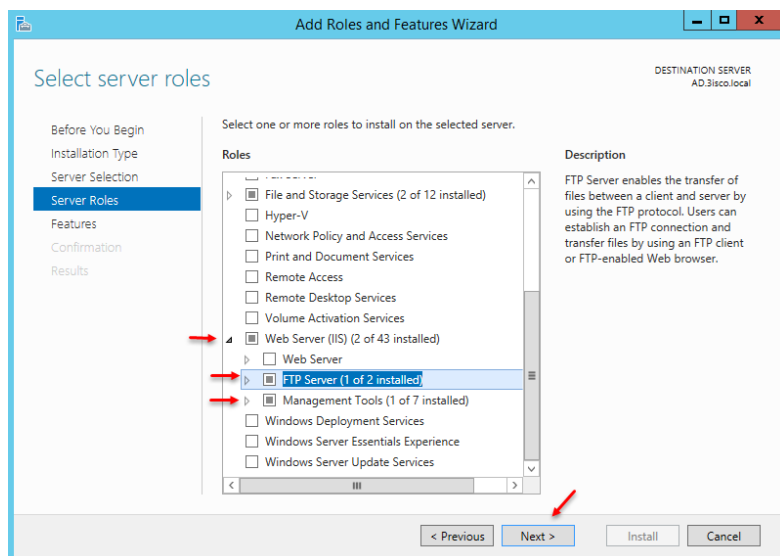 Add Roles and Features Wizard
Select server roles
DESTINATION SERVER
AD.3isco.local
Before You Begin
Installation Type
Server Selection
Server Roles
Features
Confirmation
Results
Select one or more roles to install on the selected server.
Roles
File and Storage Services (2 of 12 installed)
Hyper-V
Network Policy and Access Services
Print and Document Services
Remote Access
Remote Desktop Services
Volume Activation Services
Web Server (IIS) (2 of 43 installed)
Web Server
FTP Server (1 of 2 installed)
Management Tools (1 of 7 installed)
Windows Deployment Services
Windows Server Essentials Experience
Windows Server Update Services
Description
FTP Server enables the transfer of
files between a client and server by
using the FTP protocol. Users can
establish an FTP connection and
transfer files by using an FTP client
or FTP-enabled Web browser.
< Previous
Next >
Install
Cancel